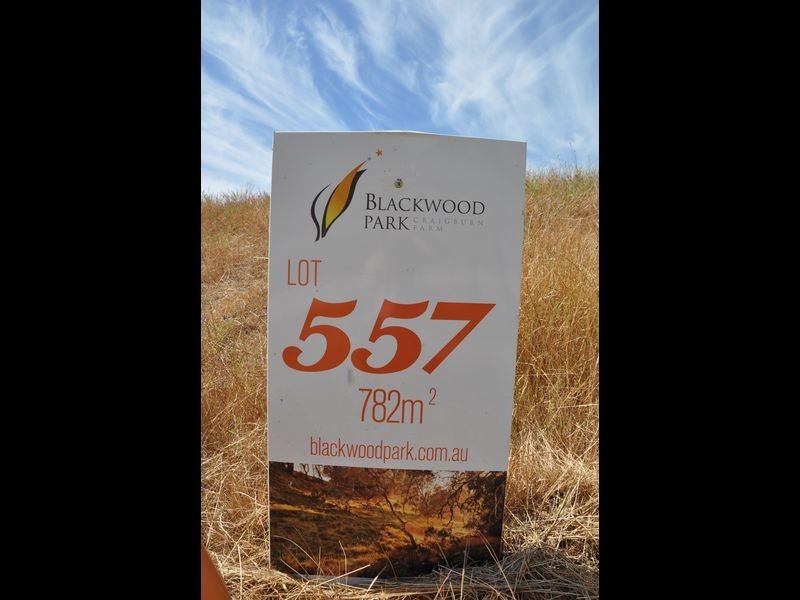 BLACKWOOD
PARK CRAIGBURN
FARM
LOT
557
782m²
blackwoodpark.com.au